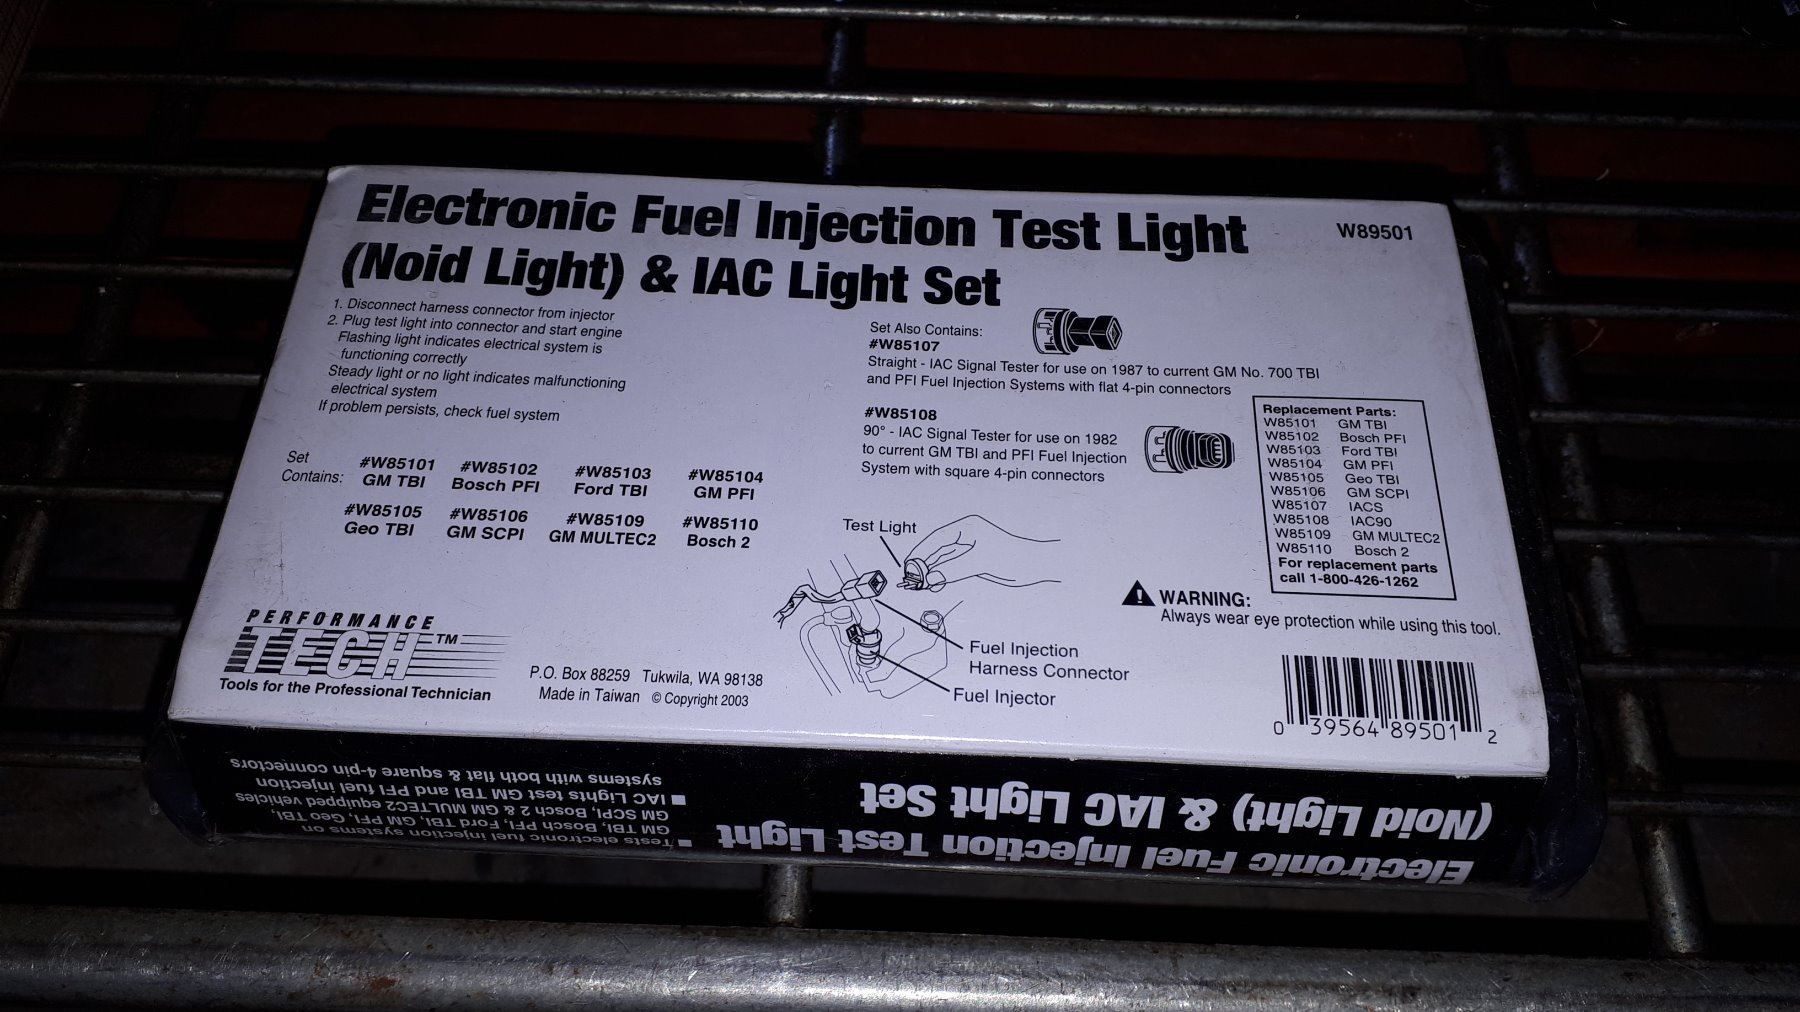 Electronic Fuel Injection Test Light
(Noid Light) & IAC Light Set
W89501
1. Disconnect harness connector from injector
2. Plug test light into connector and start engine
Flashing light indicates electrical system is
functioning correctly
Steady light or no light indicates malfunctioning
electrical system
If problem persists, check fuel system
Set
Contains:
#W85101 #W85102 #W85103 #W85104
GM TBI Bosch PFI Ford TBI GM PFI
#W85105 #W85106 #W85109 #W85110
Geo TBI GM SCPI GM MULTEC2 Bosch 2
Set Also Contains:
#W85107
Straight - IAC Signal Tester for use on 1987 to current GM No. 700 TBI
and PFI Fuel Injection Systems with flat 4-pin connectors
#W85108
90° - IAC Signal Tester for use on 1982
to current GM TBI and PFI Fuel Injection
System with square 4-pin connectors
Replacement Parts:
W85101 GM TBI
W85102 Bosch PFI
W85103 Ford TBI
W85104 GM PFI
W85105 Geo TBI
W85106 GM SCPI
W85107 IACS
W85108 IAC90
W85109 GM MULTEC2
W85110 Bosch 2
For replacement parts
call 1-800-426-1262
Test Light
Fuel Injection
Harness Connector
Fuel Injector
WARNING:
Always wear eye protection while using this tool.
PERFORMANCE
TECH™
Tools for the Professional Technician
P.O. Box 88259 Tukwila, WA 98138
Made in Taiwan © Copyright 2003
0 39564 89501 2
Electronic Fuel Injection Test Light
(Noid Light) & IAC Light Set
■ Tests electronic fuel injection systems on
GM TBI, Bosch PFI, Ford TBI, GM PFI, Geo TBI,
GM SCPI, Bosch 2 & GM MULTEC2 equipped vehicles
■ IAC Lights test GM TBI and PFI fuel injection
systems with both flat & square 4-pin connectors